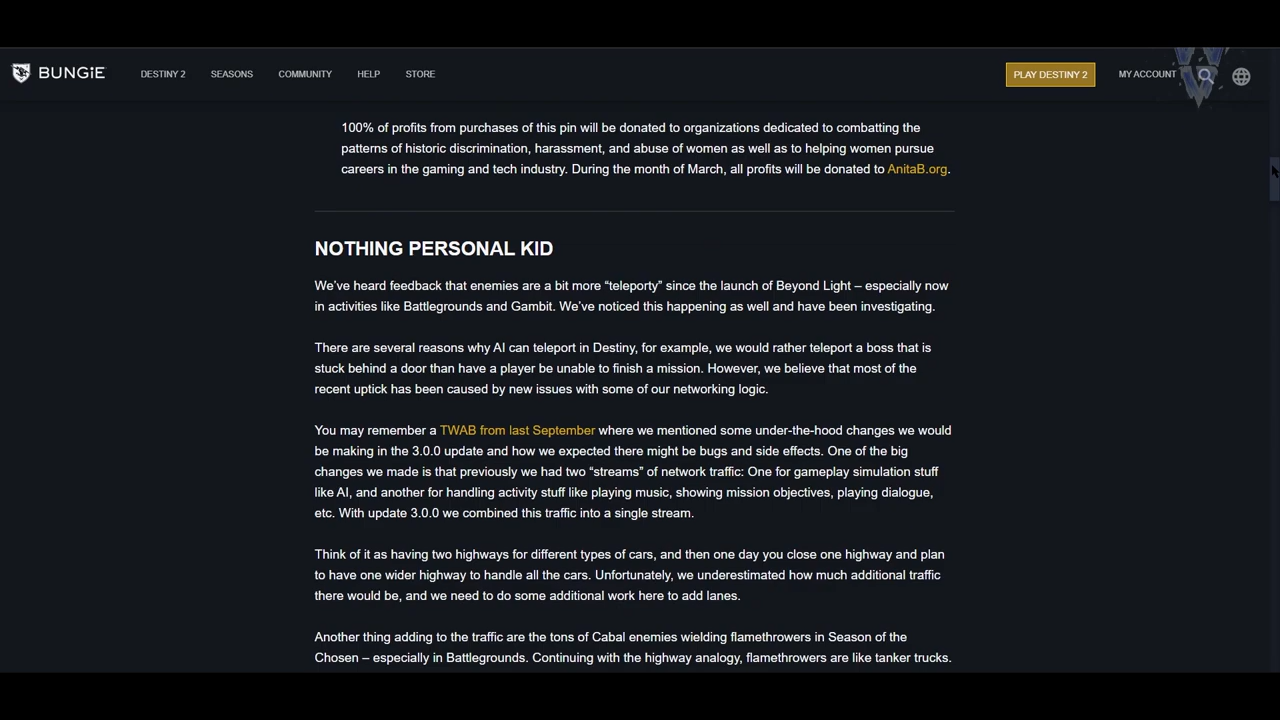 BUNGiE
DESTINY 2 SEASONS COMMUNITY HELP STORE PLAY DESTINY 2 MY ACCOUNT
100% of profits from purchases of this pin will be donated to organizations dedicated to combatting the
patterns of historic discrimination, harassment, and abuse of women as well as to helping women pursue
careers in the gaming and tech industry. During the month of March, all profits will be donated to AnitaB.org.
NOTHING PERSONAL KID
We’ve heard feedback that enemies are a bit more “teleporty” since the launch of Beyond Light – especially now
in activities like Battlegrounds and Gambit. We’ve noticed this happening as well and have been investigating.
There are several reasons why AI can teleport in Destiny, for example, we would rather teleport a boss that is
stuck behind a door than have a player be unable to finish a mission. However, we believe that most of the
recent uptick has been caused by new issues with some of our networking logic.
You may remember a TWAB from last September where we mentioned some under-the-hood changes we would
be making in the 3.0.0 update and how we expected there might be bugs and side effects. One of the big
changes we made is that previously we had two “streams” of network traffic: One for gameplay simulation stuff
like AI, and another for handling activity stuff like playing music, showing mission objectives, playing dialogue,
etc. With update 3.0.0 we combined this traffic into a single stream.
Think of it as having two highways for different types of cars, and then one day you close one highway and plan
to have one wider highway to handle all the cars. Unfortunately, we underestimated how much additional traffic
there would be, and we need to do some additional work here to add lanes.
Another thing adding to the traffic are the tons of Cabal enemies wielding flamethrowers in Season of the
Chosen – especially in Battlegrounds. Continuing with the highway analogy, flamethrowers are like tanker trucks.